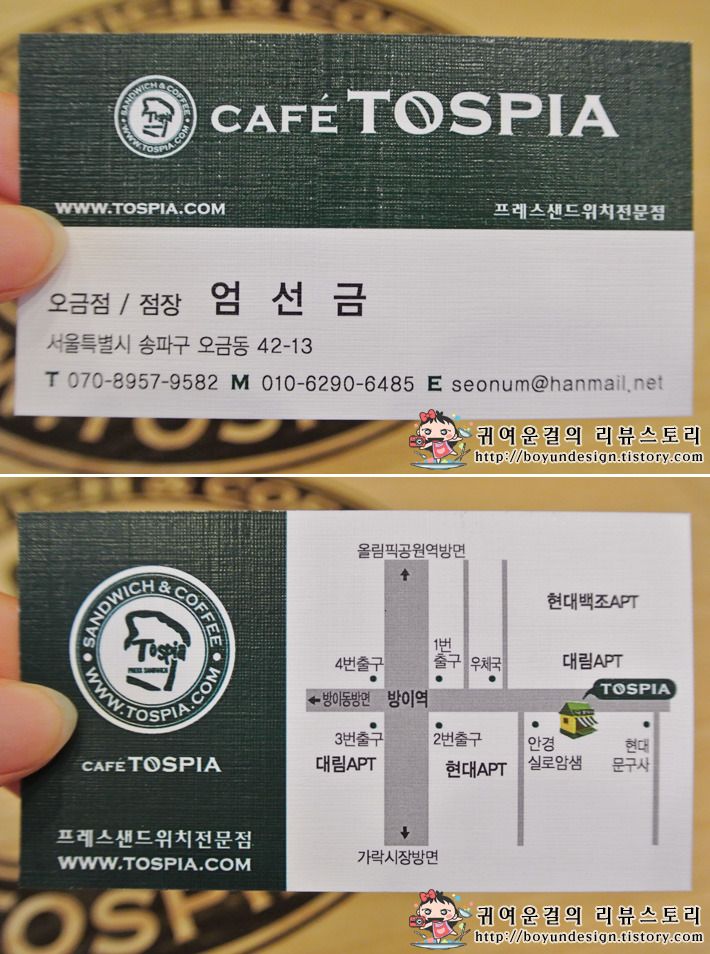 SANDWICH & COFFEE
Tospia
WWW.TOSPIA.COM
CAFÉ TOSPIA
WWW.TOSPIA.COM
프레스샌드위치전문점
오금점 / 점장 엄 선 금
서울특별시 송파구 오금동 42-13
T 070-8957-9582 M 010-6290-6485 E seonum@hanmail.net
귀여운걸의 리뷰스토리
http://boyundesign.tistory.com
SANDWICH & COFFEE
Tospia
PRESS SANDWICH
WWW.TOSPIA.COM
CAFÉ TOSPIA
프레스샌드위치전문점
WWW.TOSPIA.COM
올림픽공원역방면
현대백조APT
4번출구
1번
출구
우체국
대림APT
방이동방면
방이역
TOSPIA
3번출구
2번출구
안경
실로암샘
현대
문구사
대림APT
현대APT
가락시장방면
귀여운걸의 리뷰스토리
http://boyundesign.tistory.com